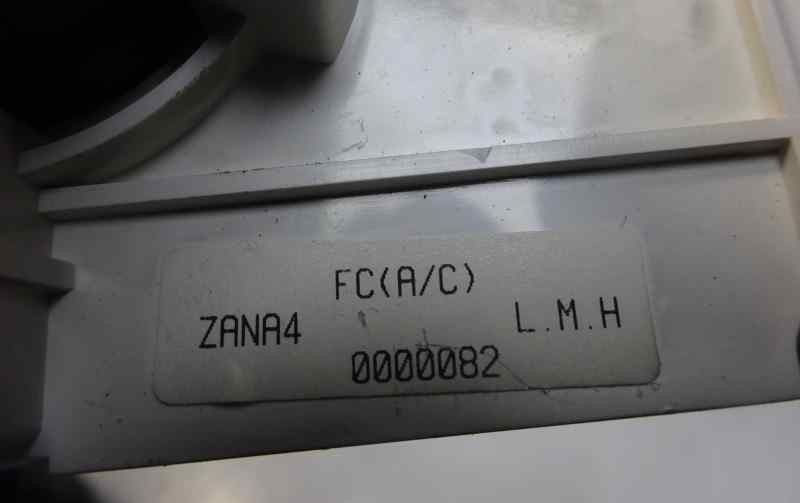 FC(A/C)
ZANA4 L.M.H
0000082